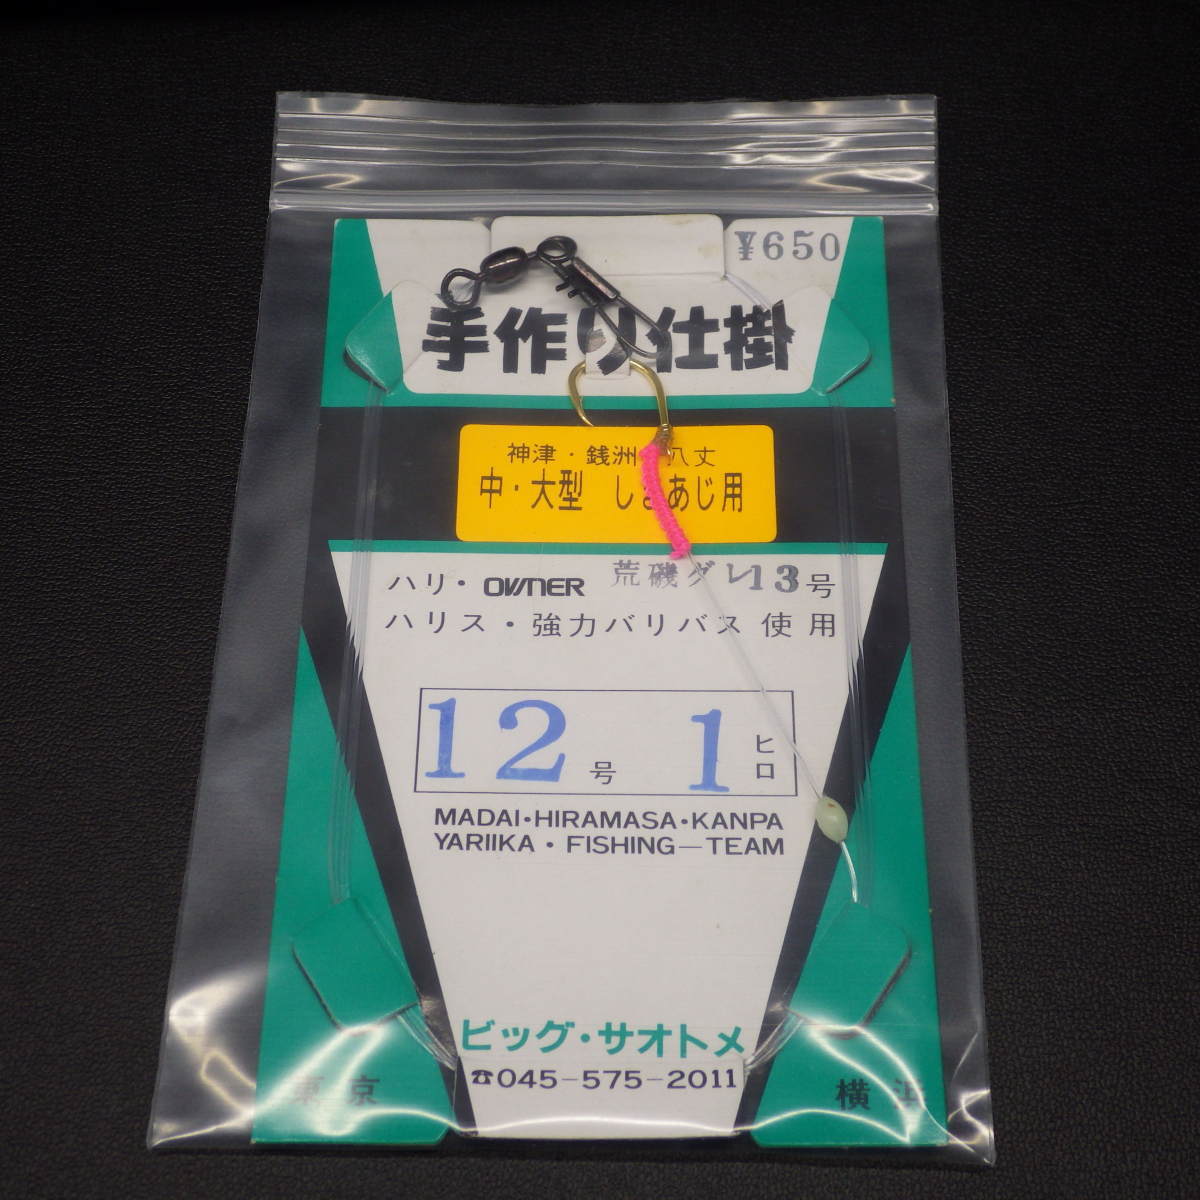 ¥650
手作り仕掛
神津・銭洲・八丈
中・大型 しまあじ用
ハリ・OWNER 荒磯グレ13号
ハリス・強力バリバス使用
12号 1ヒロ
MADAI・HIRAMASA・KANPA
YARIIKA・FISHING—TEAM
ビッグ・サオトメ
☎045-575-2011
東京 横浜